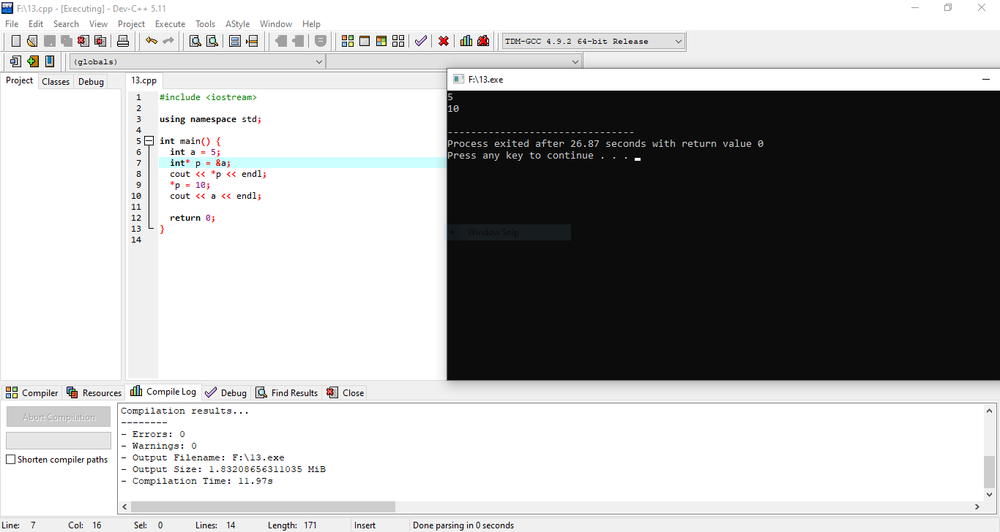 F:\13.cpp - [Executing] - Dev-C++ 5.11
File Edit Search View Project Execute Tools AStyle Window Help
TDM-GCC 4.9.2 64-bit Release
(globals)
Project Classes Debug
13.cpp
1 #include <iostream>
2
3 using namespace std;
4
5 int main() {
6 int a = 5;
7 int* p = &a;
8 cout << *p << endl;
9 *p = 10;
10 cout << a << endl;
11
12 return 0;
13 }
14
F:\13.exe
5
10
--------------------------------
Process exited after 26.87 seconds with return value 0
Press any key to continue . . .
Window Snip
Compiler Resources Compile Log Debug Find Results Close
Abort Compilation
Shorten compiler paths
Compilation results...
--------
- Errors: 0
- Warnings: 0
- Output Filename: F:\13.exe
- Output Size: 1.83208656311035 MiB
- Compilation Time: 11.97s
Line: 7 Col: 16 Sel: 0 Lines: 14 Length: 171 Insert Done parsing in 0 seconds